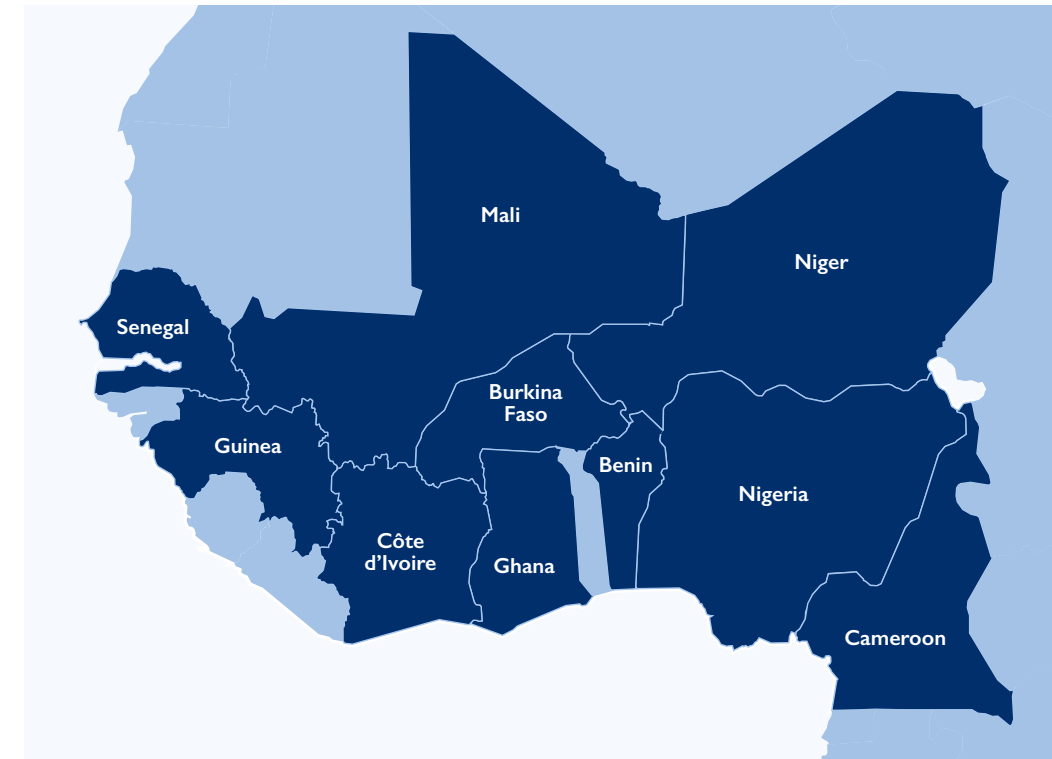 Mali
Niger
Senegal
Burkina
Faso
Guinea
Benin
Nigeria
Côte
d’Ivoire
Ghana
Cameroon